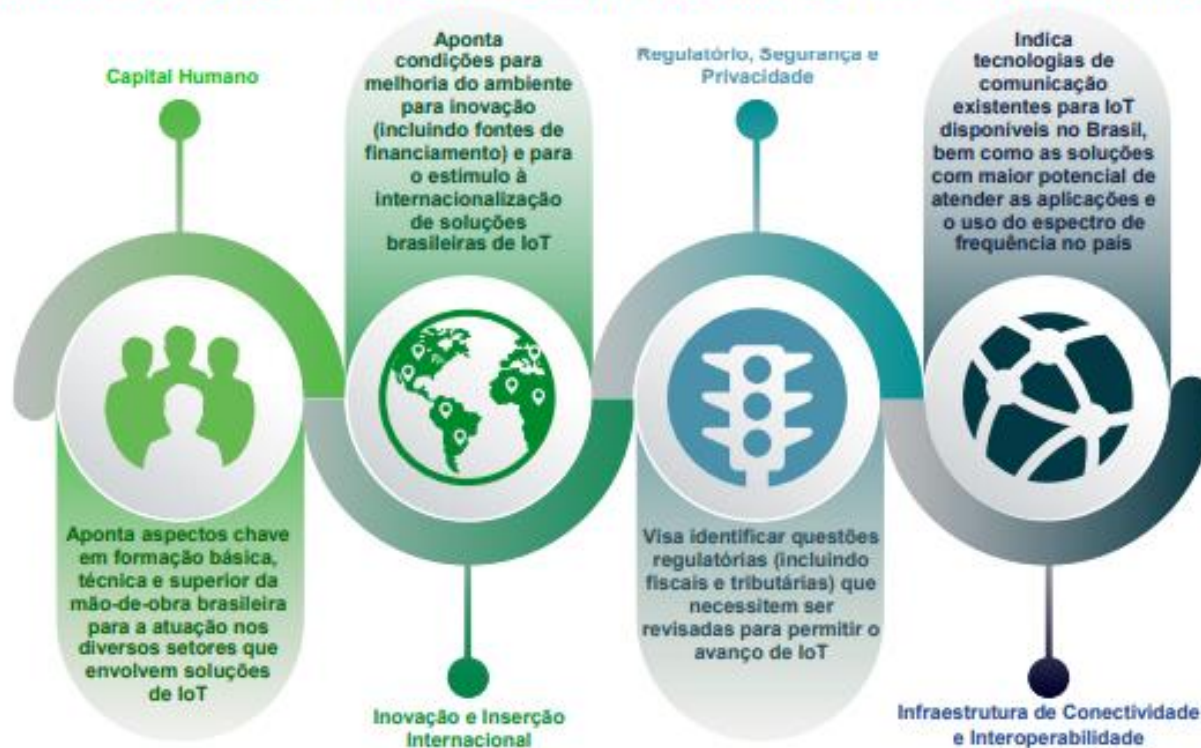 Capital Humano
Aponta aspectos chave
em formação básica,
técnica e superior da
mão-de-obra brasileira
para a atuação nos
diversos setores que
envolvem soluções
de IoT
Aponta
condições para
melhoria do ambiente
para inovação
(incluindo fontes de
financiamento) e para
o estímulo à
internacionalização
de soluções
brasileiras de IoT
Inovação e Inserção
Internacional
Regulatório, Segurança e
Privacidade
Visa identificar questões
regulatórias (incluindo
fiscais e tributárias) que
necessitem ser
revisadas para permitir o
avanço de IoT
Indica
tecnologias de
comunicação
existentes para IoT
disponíveis no Brasil,
bem como as soluções
com maior potencial de
atender as aplicações e
o uso do espectro de
frequência no país
Infraestrutura de Conectividade
e Interoperabilidade